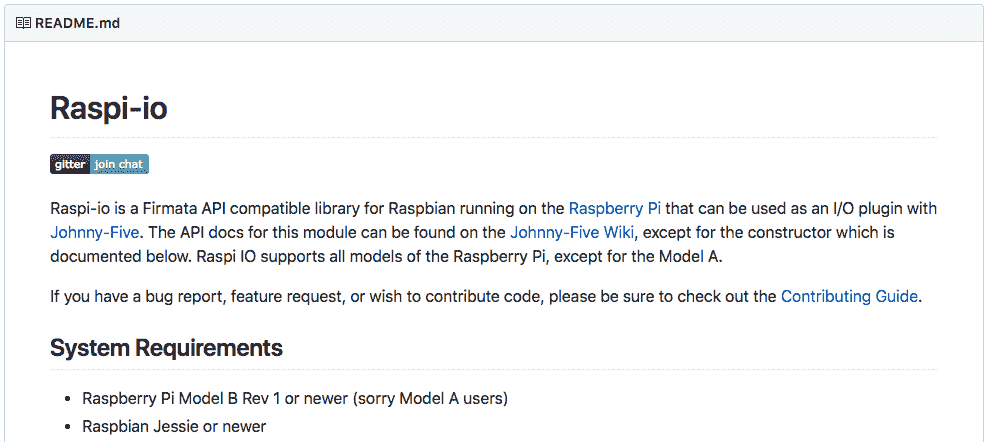 README.md
Raspi-io
gitter join chat
Raspi-io is a Firmata API compatible library for Raspbian running on the Raspberry Pi that can be used as an I/O plugin with
Johnny-Five. The API docs for this module can be found on the Johnny-Five Wiki, except for the constructor which is
documented below. Raspi IO supports all models of the Raspberry Pi, except for the Model A.
If you have a bug report, feature request, or wish to contribute code, please be sure to check out the Contributing Guide.
System Requirements
• Raspberry Pi Model B Rev 1 or newer (sorry Model A users)
• Raspbian Jessie or newer